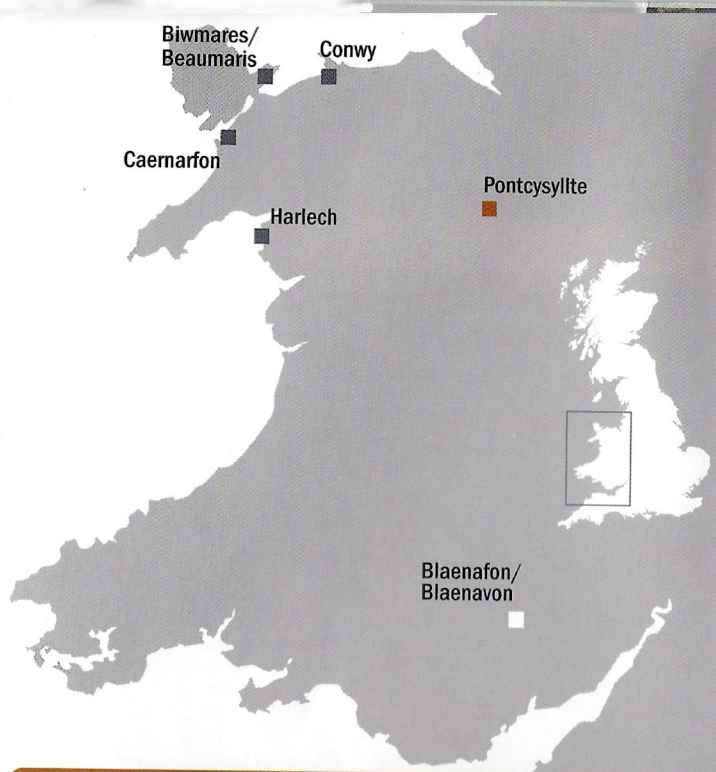 Biwmares/
Beaumaris
Conwy
Caernarfon
Pontcysyllte
Harlech
Blaenafon/
Blaenavon